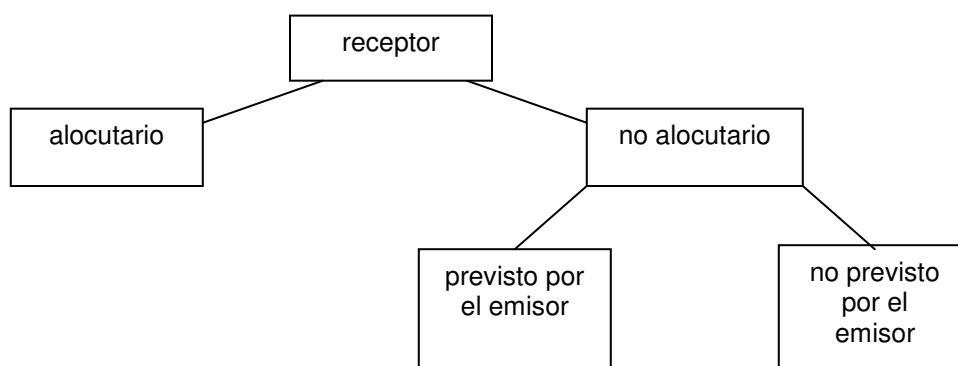 receptor
alocutario
no alocutario
previsto por
el emisor
no previsto
por el
emisor